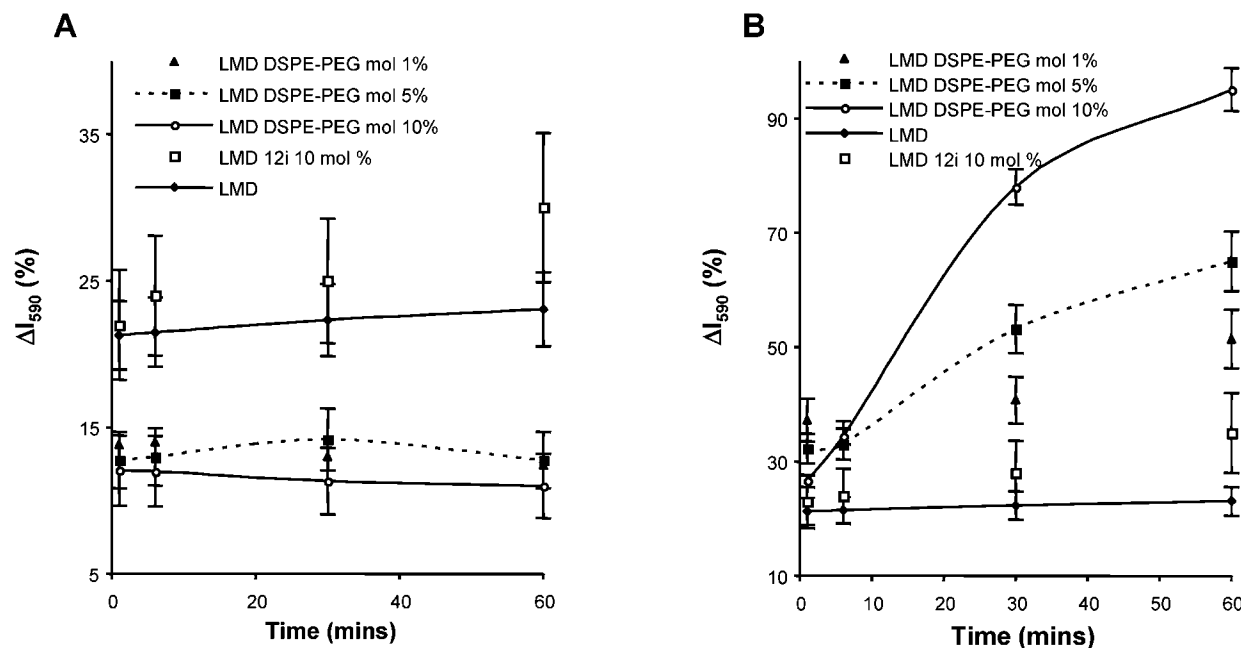 A
LMD DSPE-PEG mol 1%
LMD DSPE-PEG mol 5%
LMD DSPE-PEG mol 10%
LMD 12i 10 mol %
LMD
35
25
15
5
ΔI590 (%)
0
20
40
60
Time (mins)
B
LMD DSPE-PEG mol 1%
LMD DSPE-PEG mol 5%
LMD DSPE-PEG mol 10%
LMD
LMD 12i 10 mol %
90
70
50
30
10
ΔI590 (%)
0
10
20
30
40
50
60
Time (mins)